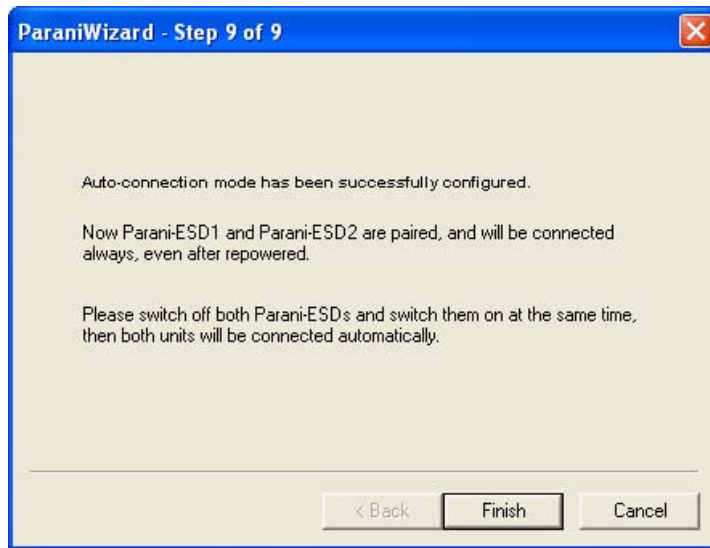 ParaniWizard - Step 9 of 9
Auto-connection mode has been successfully configured.
Now Parani-ESD1 and Parani-ESD2 are paired, and will be connected
always, even after repowered.
Please switch off both Parani-ESDs and switch them on at the same time,
then both units will be connected automatically.
< Back Finish Cancel